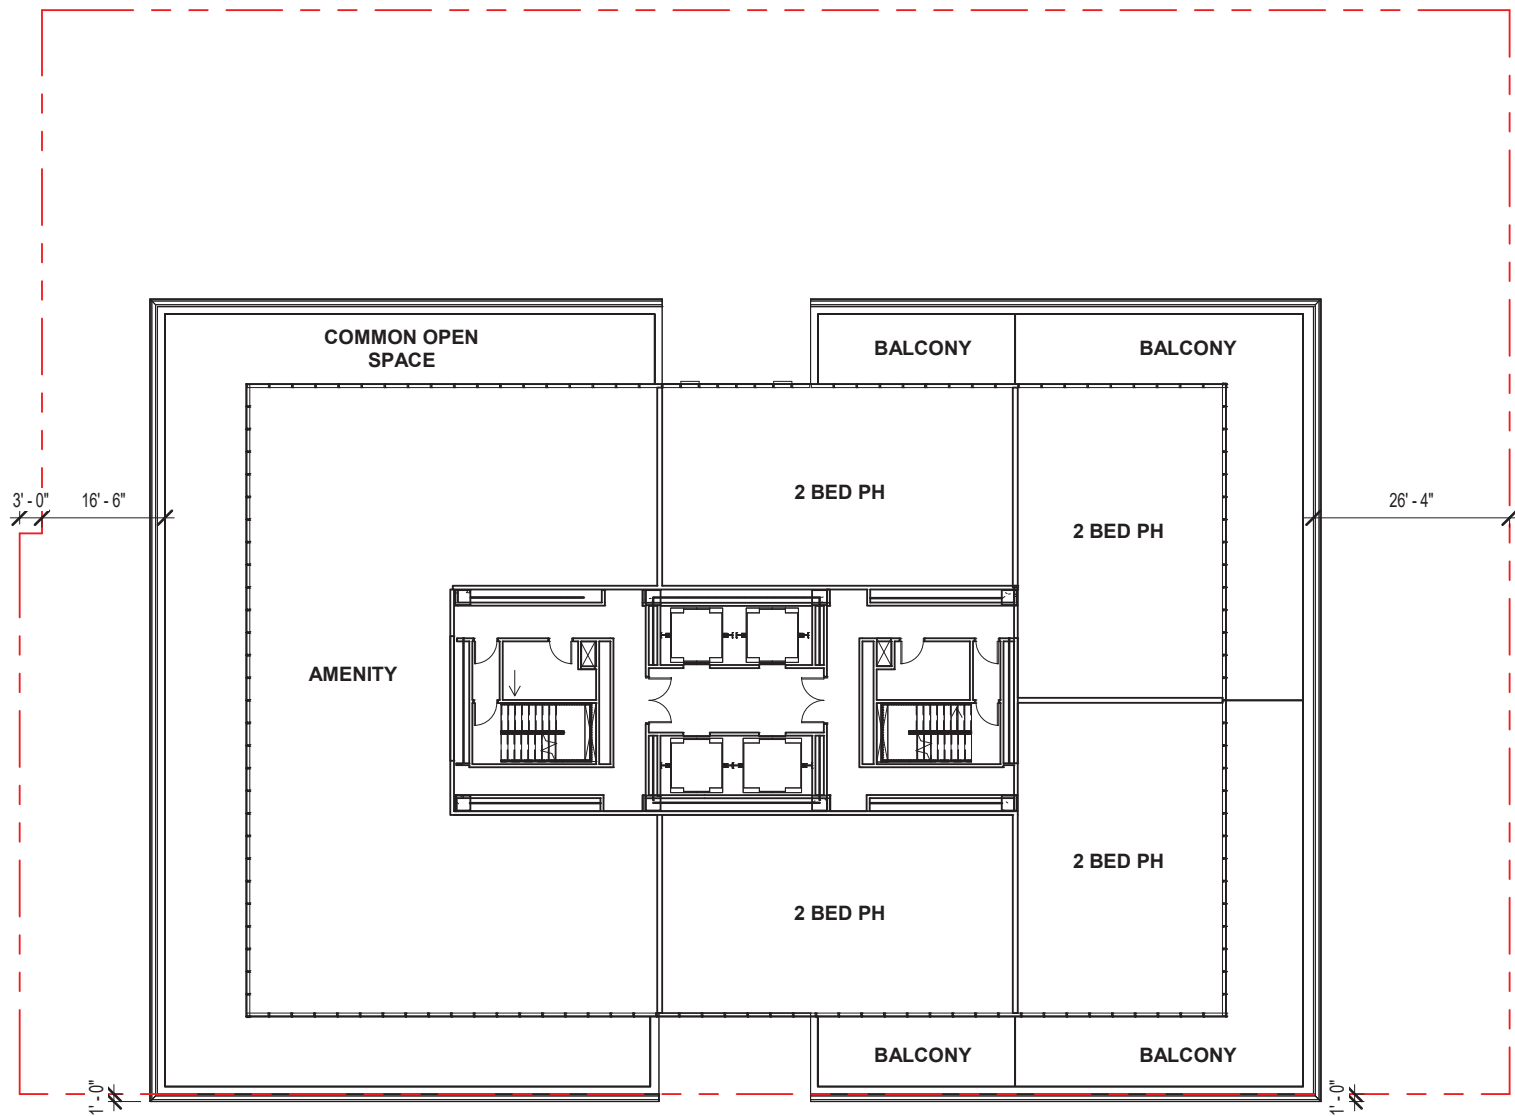 COMMON OPEN
SPACE
BALCONY
BALCONY
3' - 0"
16' - 6"
2 BED PH
2 BED PH
26' - 4"
AMENITY
2 BED PH
2 BED PH
BALCONY
BALCONY
1' - 0"
1' - 0"